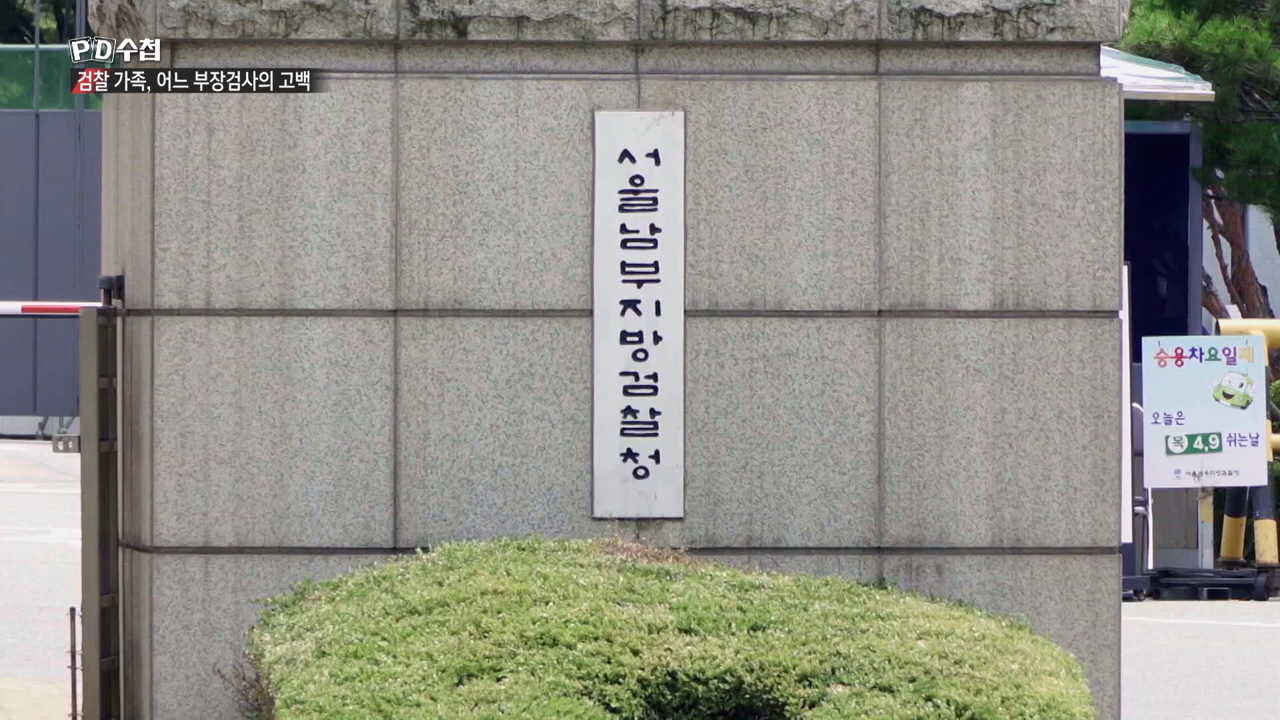 PD수첩
검찰 가족, 어느 부장검사의 고백
서울남부지방검찰청
승용차요일제
오늘은
목 4,9 쉬는날